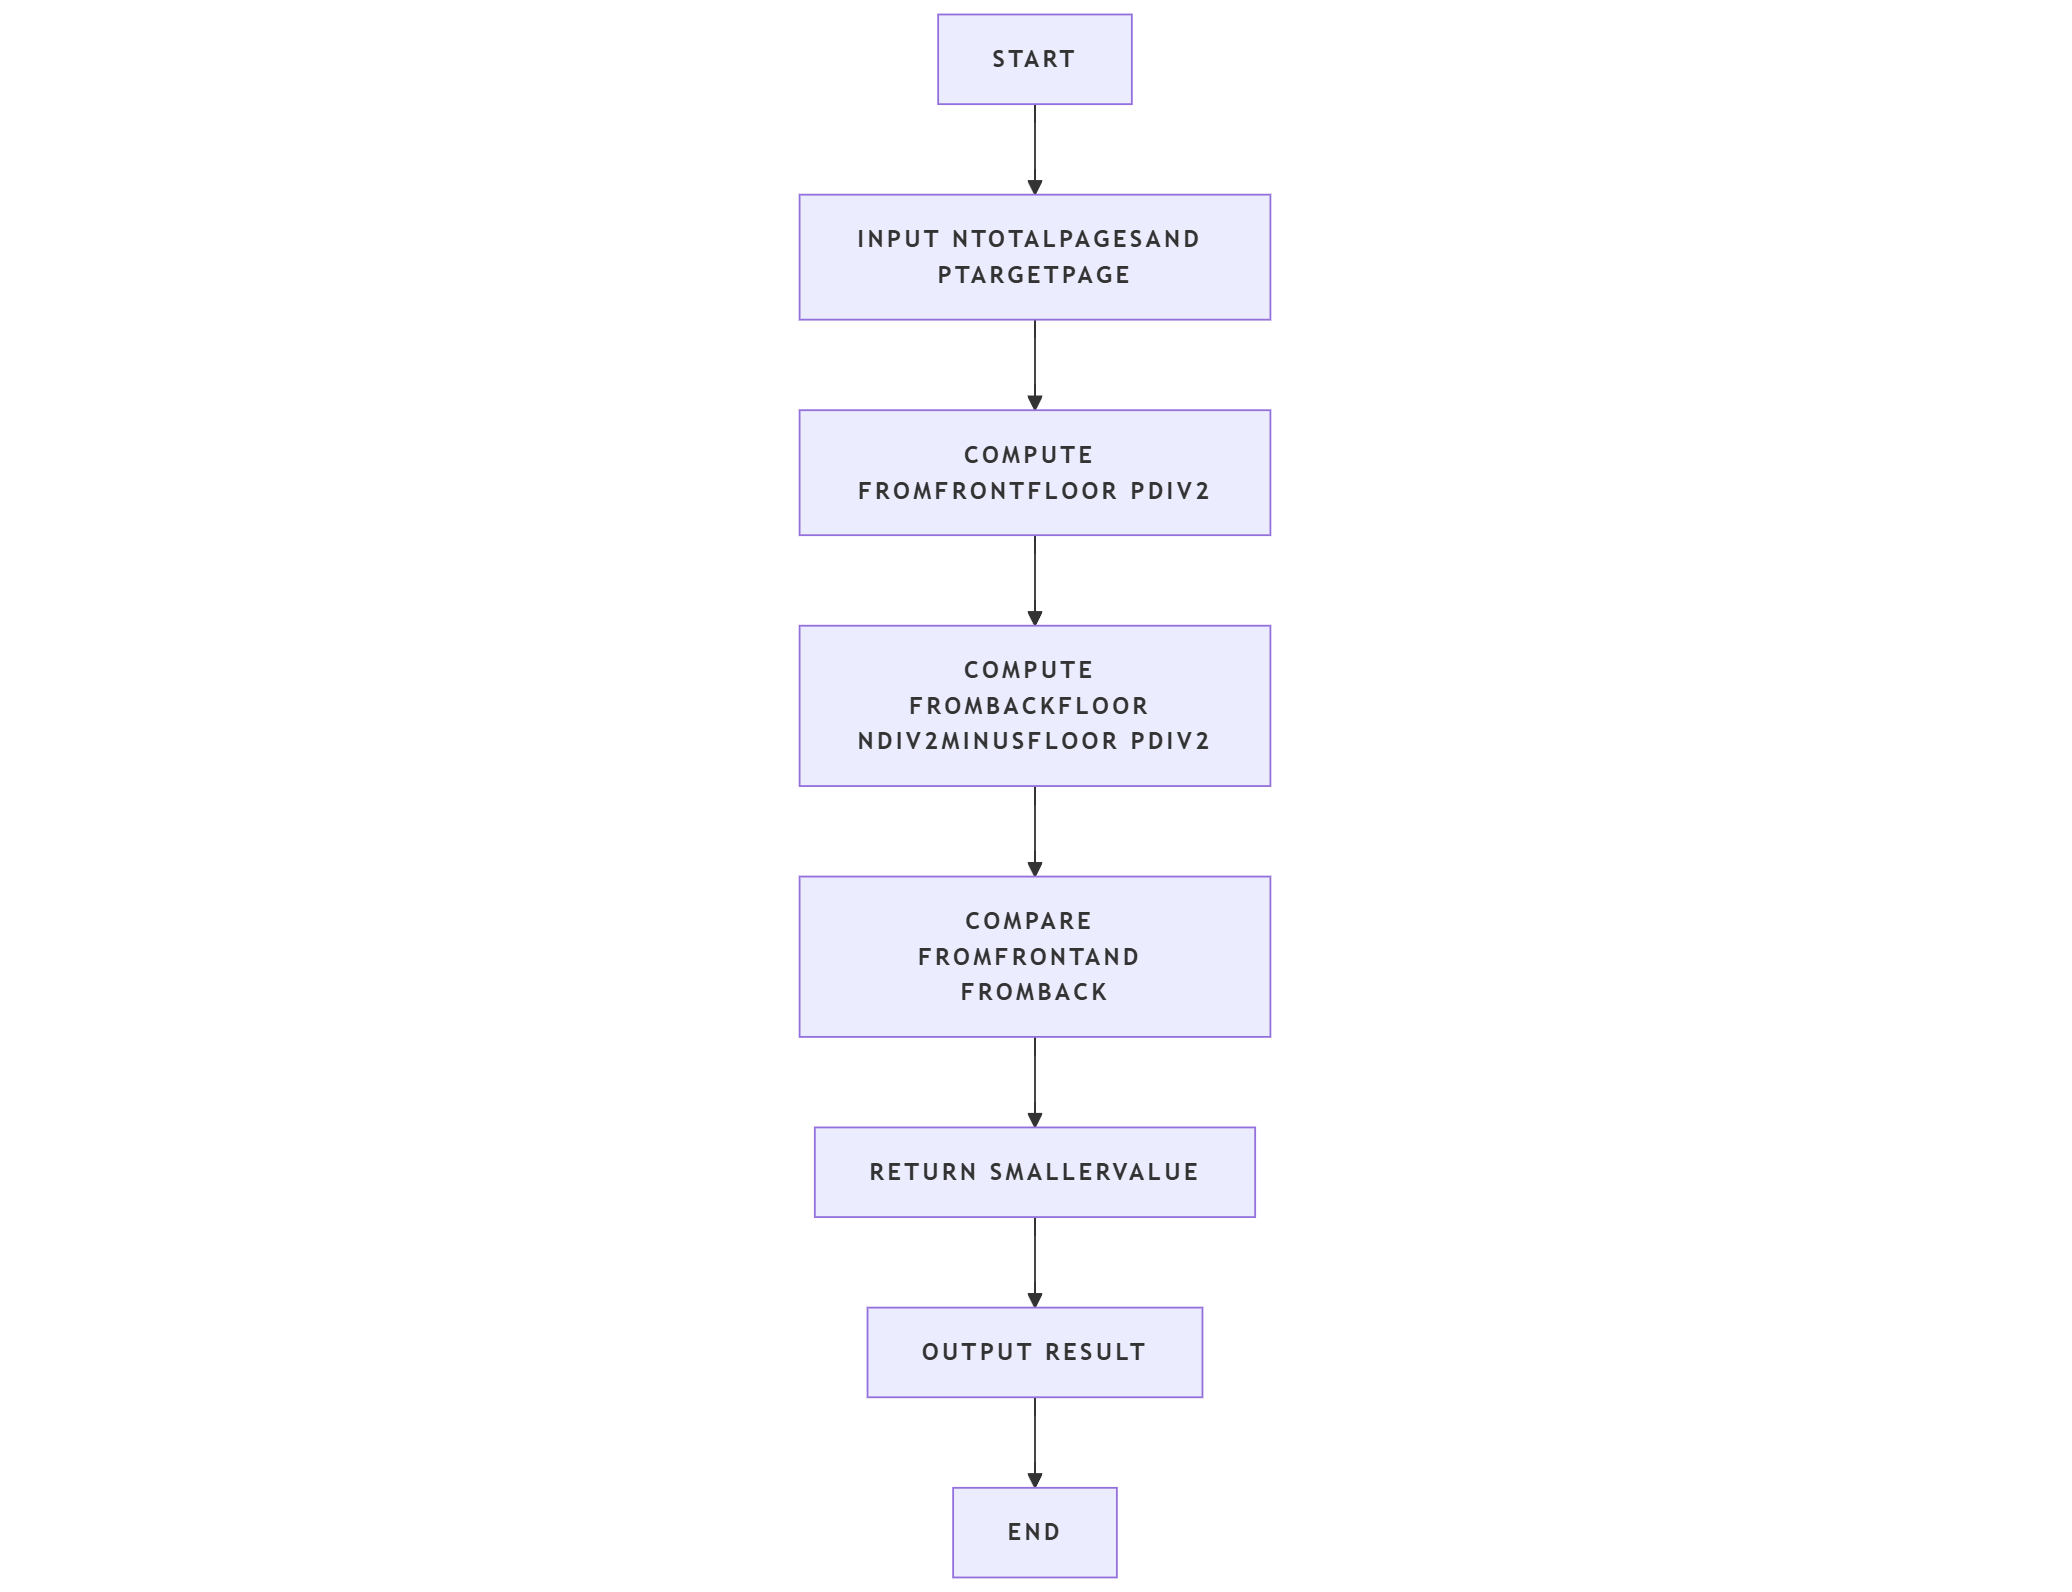 START
INPUT NTOTALPAGESAND
PTARGETPAGE
COMPUTE
FROMFRONTFLOOR PDIV2
COMPUTE
FROMBACKFLOOR
NDIV2MINUSFLOOR PDIV2
COMPARE
FROMFRONTAND
FROMBACK
RETURN SMALLERVALUE
OUTPUT RESULT
END